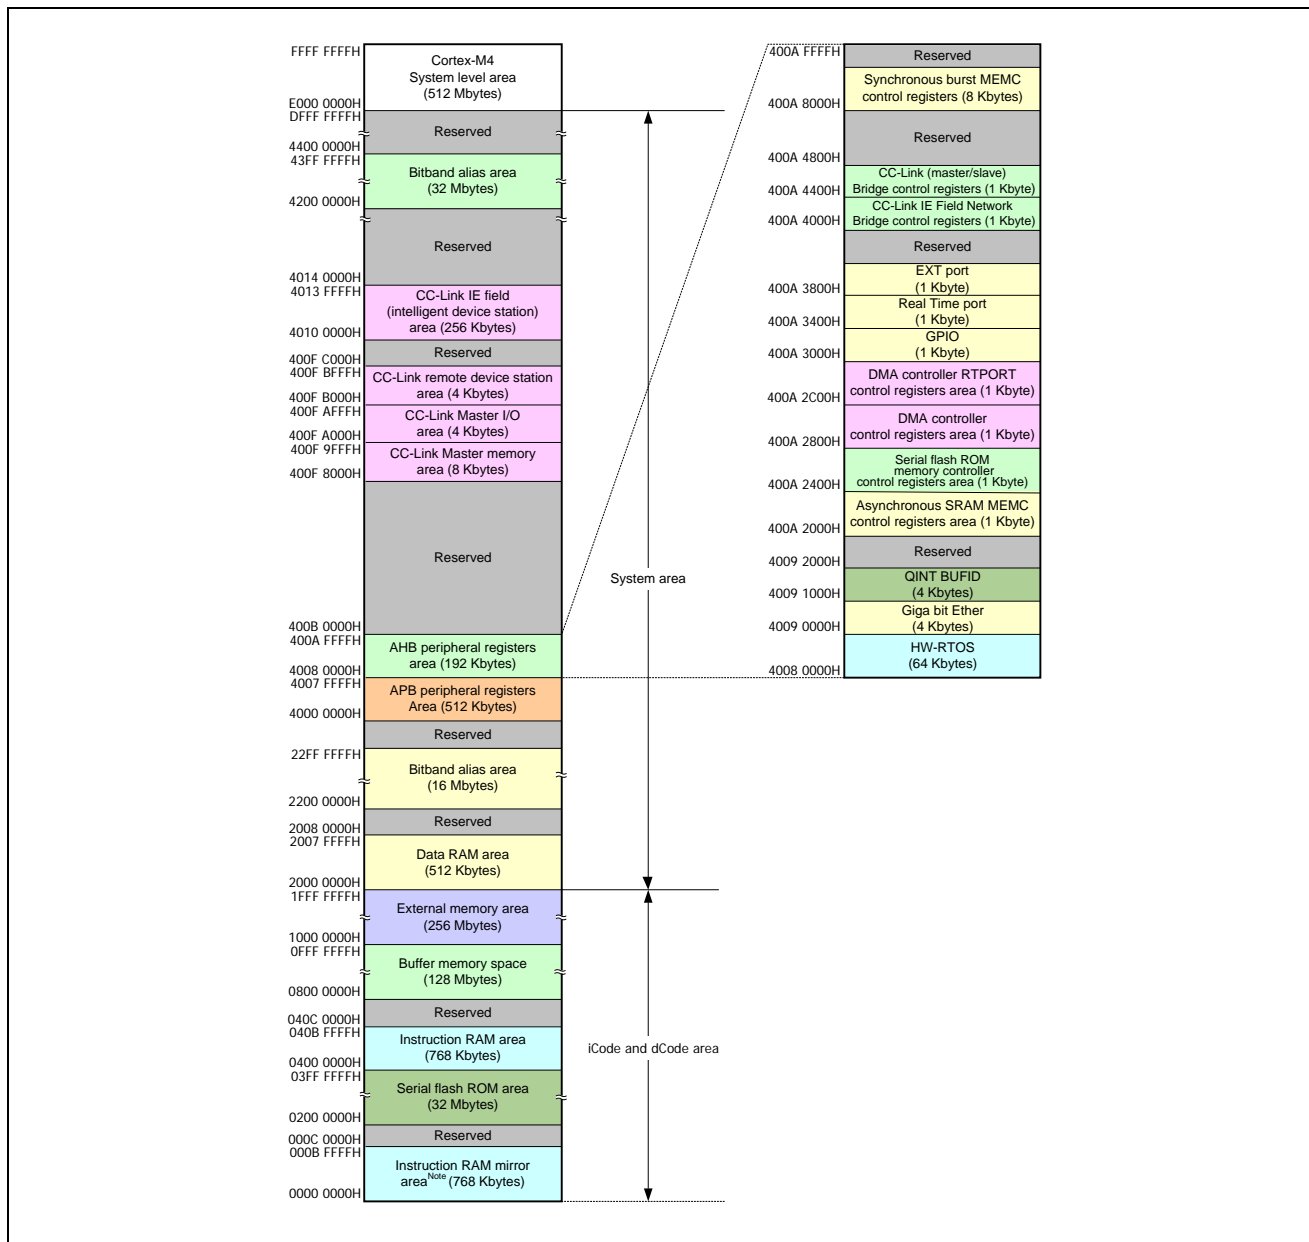 FFFF FFFFH
Cortex-M4
System level area
(512 Mbytes)
E000 0000H
DFFF FFFFH
Reserved
4400 0000H
43FF FFFFH
Bitband alias area
(32 Mbytes)
4200 0000H
Reserved
4014 0000H
4013 FFFFH
CC-Link IE field
(intelligent device station)
area (256 Kbytes)
4010 0000H
Reserved
400F C000H
400F BFFFH
CC-Link remote device station
area (4 Kbytes)
400F B000H
400F AFFFH
CC-Link Master I/O
area (4 Kbytes)
400F A000H
400F 9FFFH
CC-Link Master memory
area (8 Kbytes)
400F 8000H
Reserved
400B 0000H
400A FFFFH
AHB peripheral registers
area (192 Kbytes)
4008 0000H
4007 FFFFH
APB peripheral registers
Area (512 Kbytes)
4000 0000H
Reserved
22FF FFFFH
Bitband alias area
(16 Mbytes)
2200 0000H
Reserved
2008 0000H
2007 FFFFH
Data RAM area
(512 Kbytes)
2000 0000H
1FFF FFFFH
External memory area
(256 Mbytes)
1000 0000H
0FFF FFFFH
Buffer memory space
(128 Mbytes)
0800 0000H
Reserved
040C 0000H
040B FFFFH
Instruction RAM area
(768 Kbytes)
0400 0000H
03FF FFFFH
Serial flash ROM area
(32 Mbytes)
0200 0000H
Reserved
000C 0000H
000B FFFFH
Instruction RAM mirror
areaNote (768 Kbytes)
0000 0000H
System area
iCode and dCode area
400A FFFFH
Reserved
Synchronous burst MEMC
control registers (8 Kbytes)
400A 8000H
Reserved
400A 4800H
CC-Link (master/slave)
Bridge control registers (1 Kbyte)
400A 4400H
CC-Link IE Field Network
Bridge control registers (1 Kbyte)
400A 4000H
Reserved
EXT port
(1 Kbyte)
400A 3800H
Real Time port
(1 Kbyte)
400A 3400H
GPIO
(1 Kbyte)
400A 3000H
DMA controller RTPORT
control registers area (1 Kbyte)
400A 2C00H
DMA controller
control registers area (1 Kbyte)
400A 2800H
Serial flash ROM
memory controller
control registers area (1 Kbyte)
400A 2400H
Asynchronous SRAM MEMC
control registers area (1 Kbyte)
400A 2000H
Reserved
4009 2000H
QINT BUFID
(4 Kbytes)
4009 1000H
Giga bit Ether
(4 Kbytes)
4009 0000H
HW-RTOS
(64 Kbytes)
4008 0000H